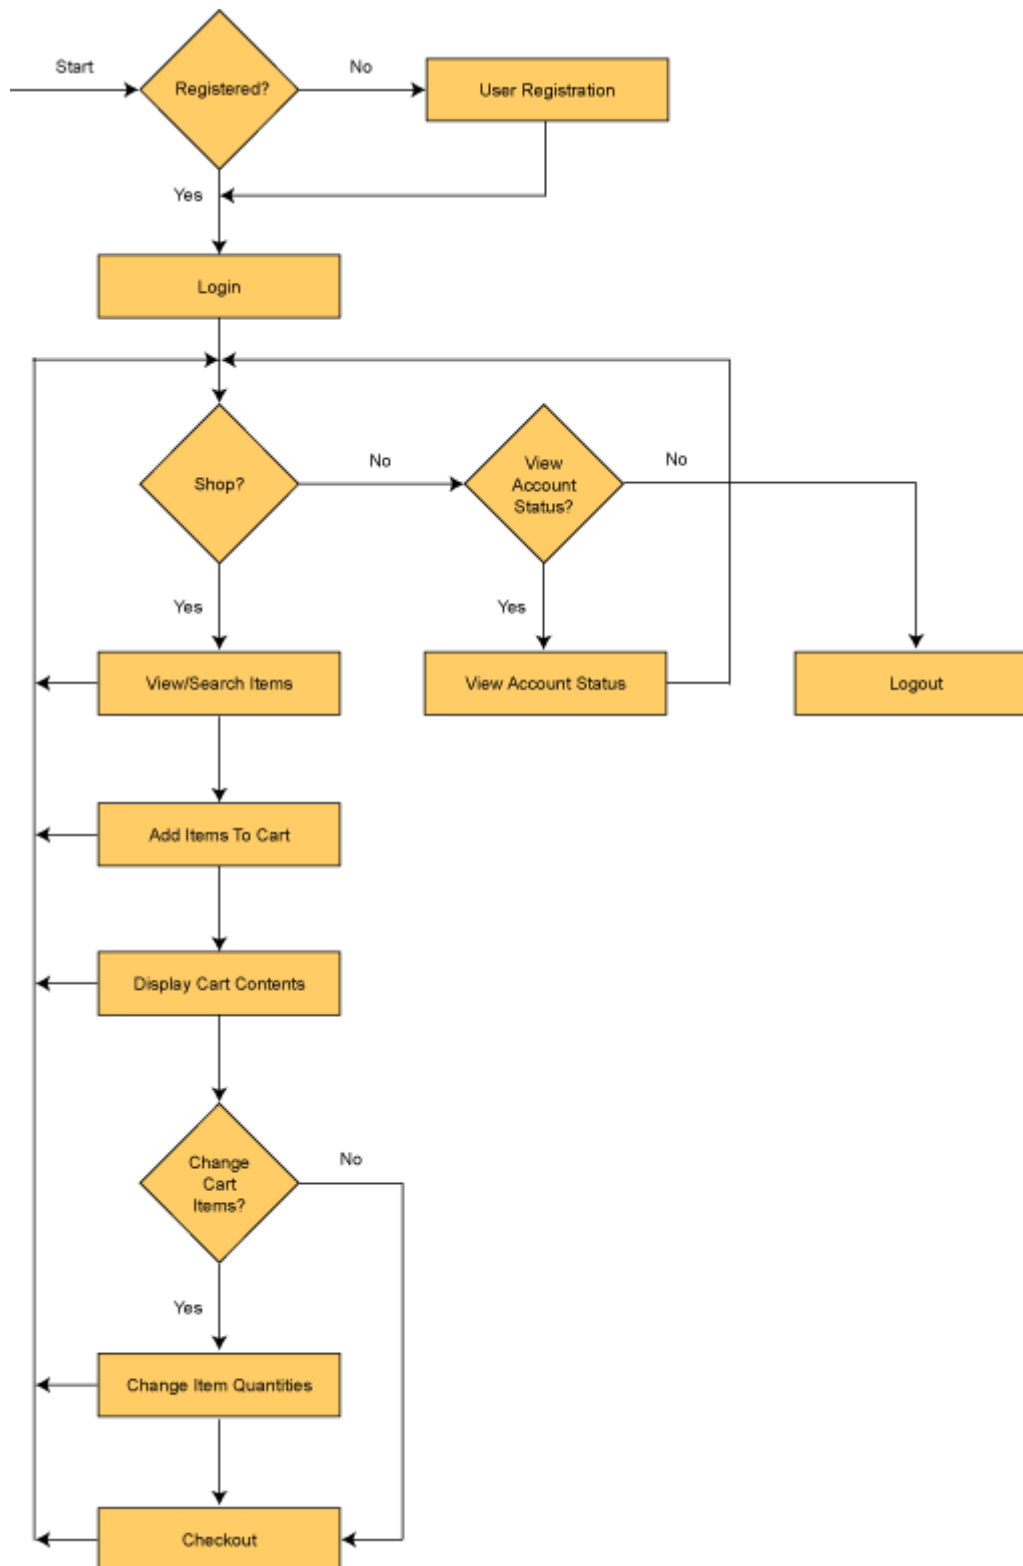 Start
Registered?
No
User Registration
Yes
Login
Shop?
No
View
Account
Status?
No
Yes
Yes
View/Search Items
View Account Status
Logout
Add Items To Cart
Display Cart Contents
Change
Cart
Items?
No
Yes
Change Item Quantities
Checkout